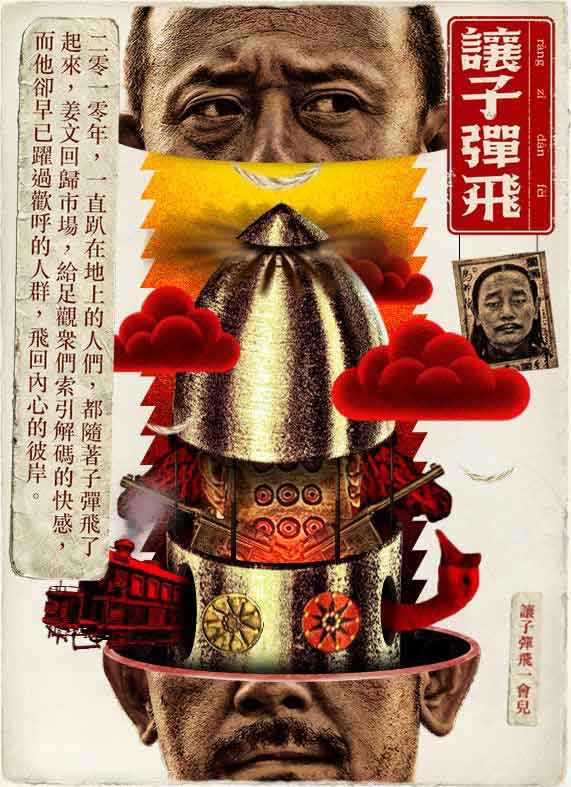 讓子彈飛
ràng zi dàn fēi
二零一零年，一直趴在地上的人們，都隨著子彈飛了
起來，姜文回歸市場，給足觀衆們索引解碼的快感，
而他卻早已躍過歡呼的人群，飛回內心的彼岸。
讓子彈飛一會兒